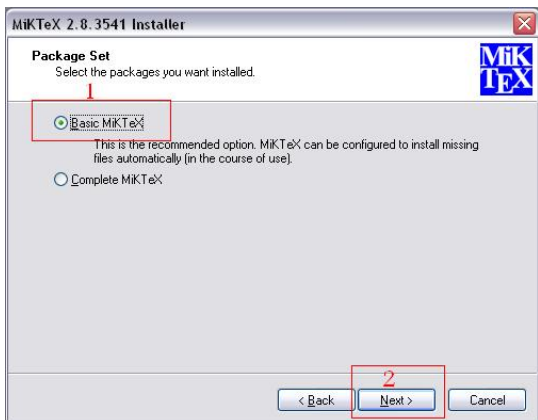 MiKTeX 2.8.3541 Installer
Package Set
Select the packages you want installed.
MiK
TEX
1
Basic MiKTeX
This is the recommended option. MiKTeX can be configured to install missing
files automatically (in the course of use).
Complete MiKTeX
2
< Back
Next >
Cancel